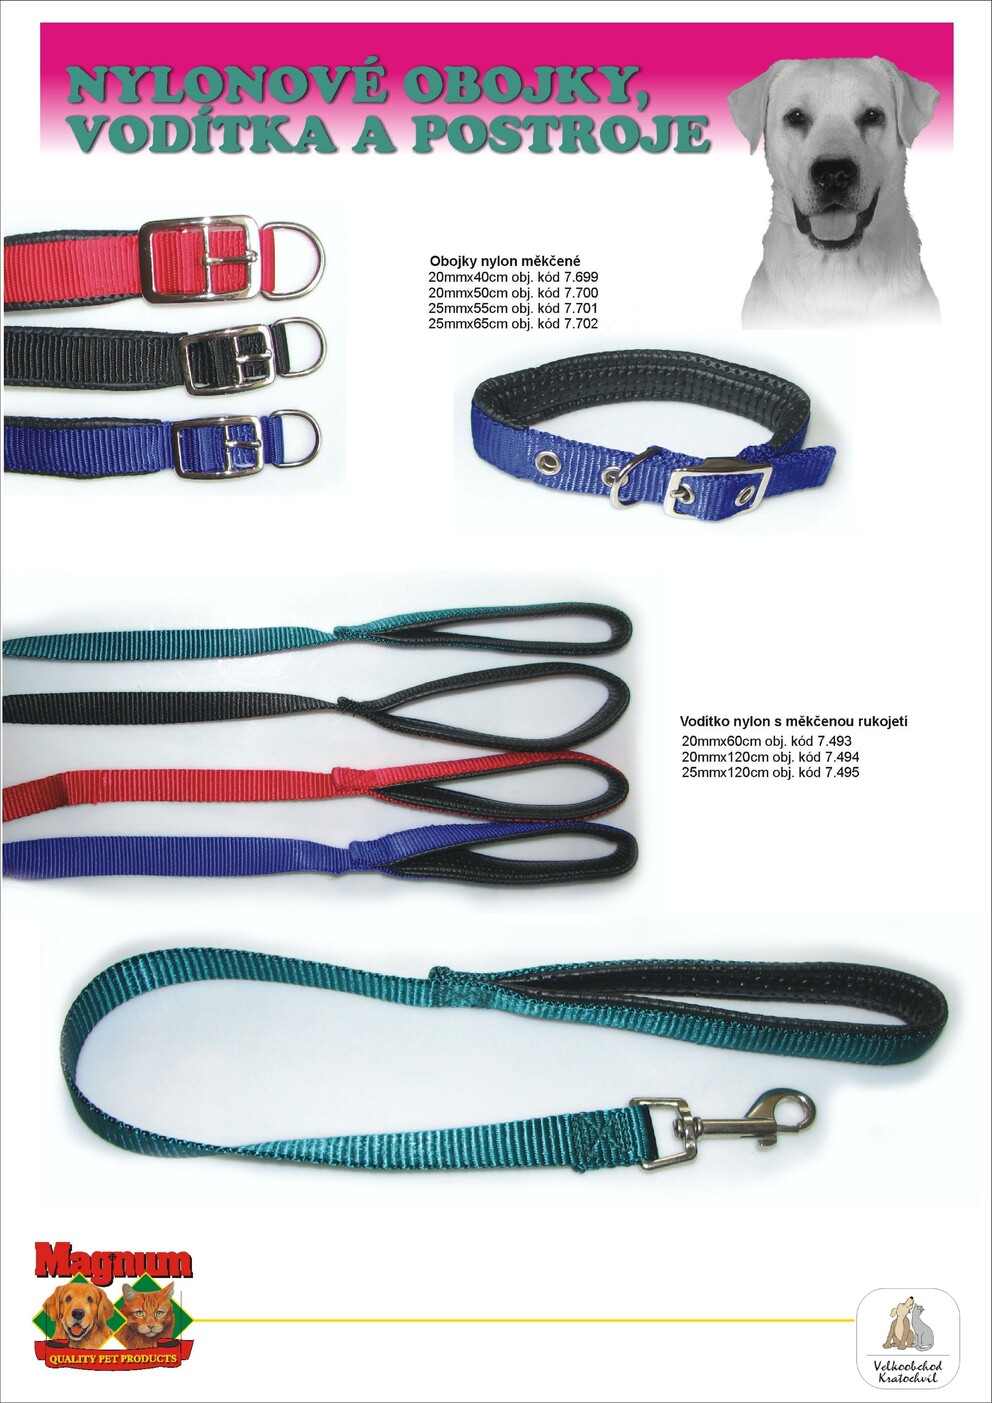 NYLONOVÉ OBOJKY,
VODÍTKA A POSTROJE
Obojky nylon měkčené
20mmx40cm obj. kód 7.699
20mmx50cm obj. kód 7.700
25mmx55cm obj. kód 7.701
25mmx65cm obj. kód 7.702
Vodítko nylon s měkčenou rukojetí
20mmx60cm obj. kód 7.493
20mmx120cm obj. kód 7.494
25mmx120cm obj. kód 7.495
Magnum
QUALITY PET PRODUCTS
Velkoobchod
Kratochvíl